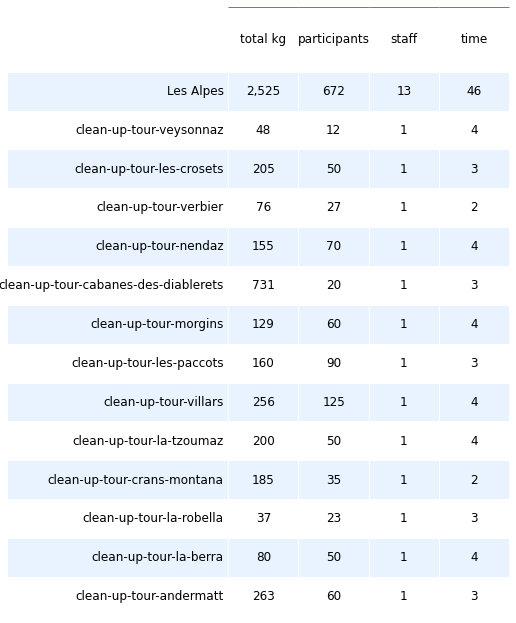 total kg participants staff time
Les Alpes 2,525 672 13 46
clean-up-tour-veysonnaz 48 12 1 4
clean-up-tour-les-crosets 205 50 1 3
clean-up-tour-verbier 76 27 1 2
clean-up-tour-nendaz 155 70 1 4
clean-up-tour-cabanes-des-diablerets 731 20 1 3
clean-up-tour-morgins 129 60 1 4
clean-up-tour-les-paccots 160 90 1 3
clean-up-tour-villars 256 125 1 4
clean-up-tour-la-tzoumaz 200 50 1 4
clean-up-tour-crans-montana 185 35 1 2
clean-up-tour-la-robella 37 23 1 3
clean-up-tour-la-berra 80 50 1 4
clean-up-tour-andermatt 263 60 1 3